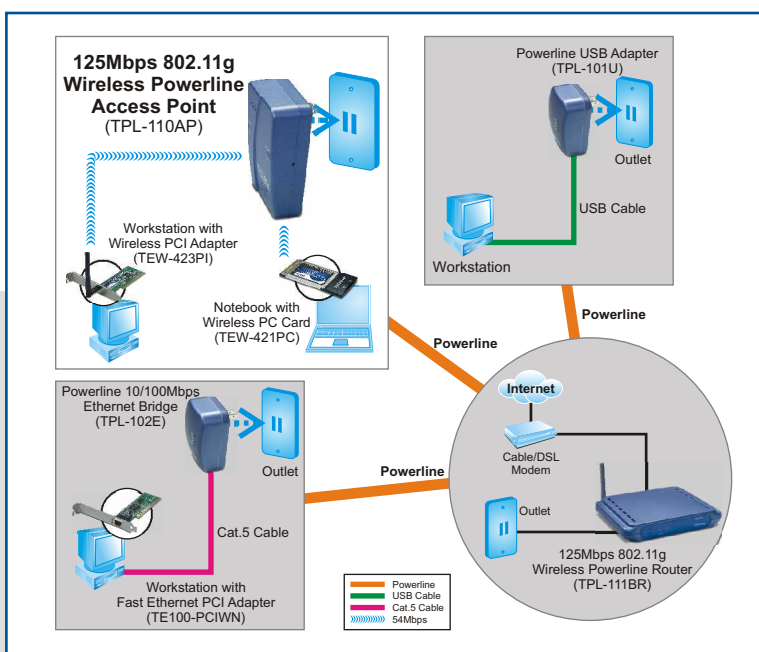 125Mbps 802.11g
Wireless Powerline
Access Point
(TPL-110AP)
Workstation with
Wireless PCI Adapter
(TEW-423PI)
Notebook with
Wireless PC Card
(TEW-421PC)
Powerline USB Adapter
(TPL-101U)
Outlet
USB Cable
Workstation
Powerline
Powerline
Powerline 10/100Mbps
Ethernet Bridge
(TPL-102E)
Outlet
Cat.5 Cable
Workstation with
Fast Ethernet PCI Adapter
(TE100-PCIWN)
Powerline
Internet
Cable/DSL
Modem
Outlet
125Mbps 802.11g
Wireless Powerline Router
(TPL-111BR)
Powerline
USB Cable
Cat.5 Cable
54Mbps